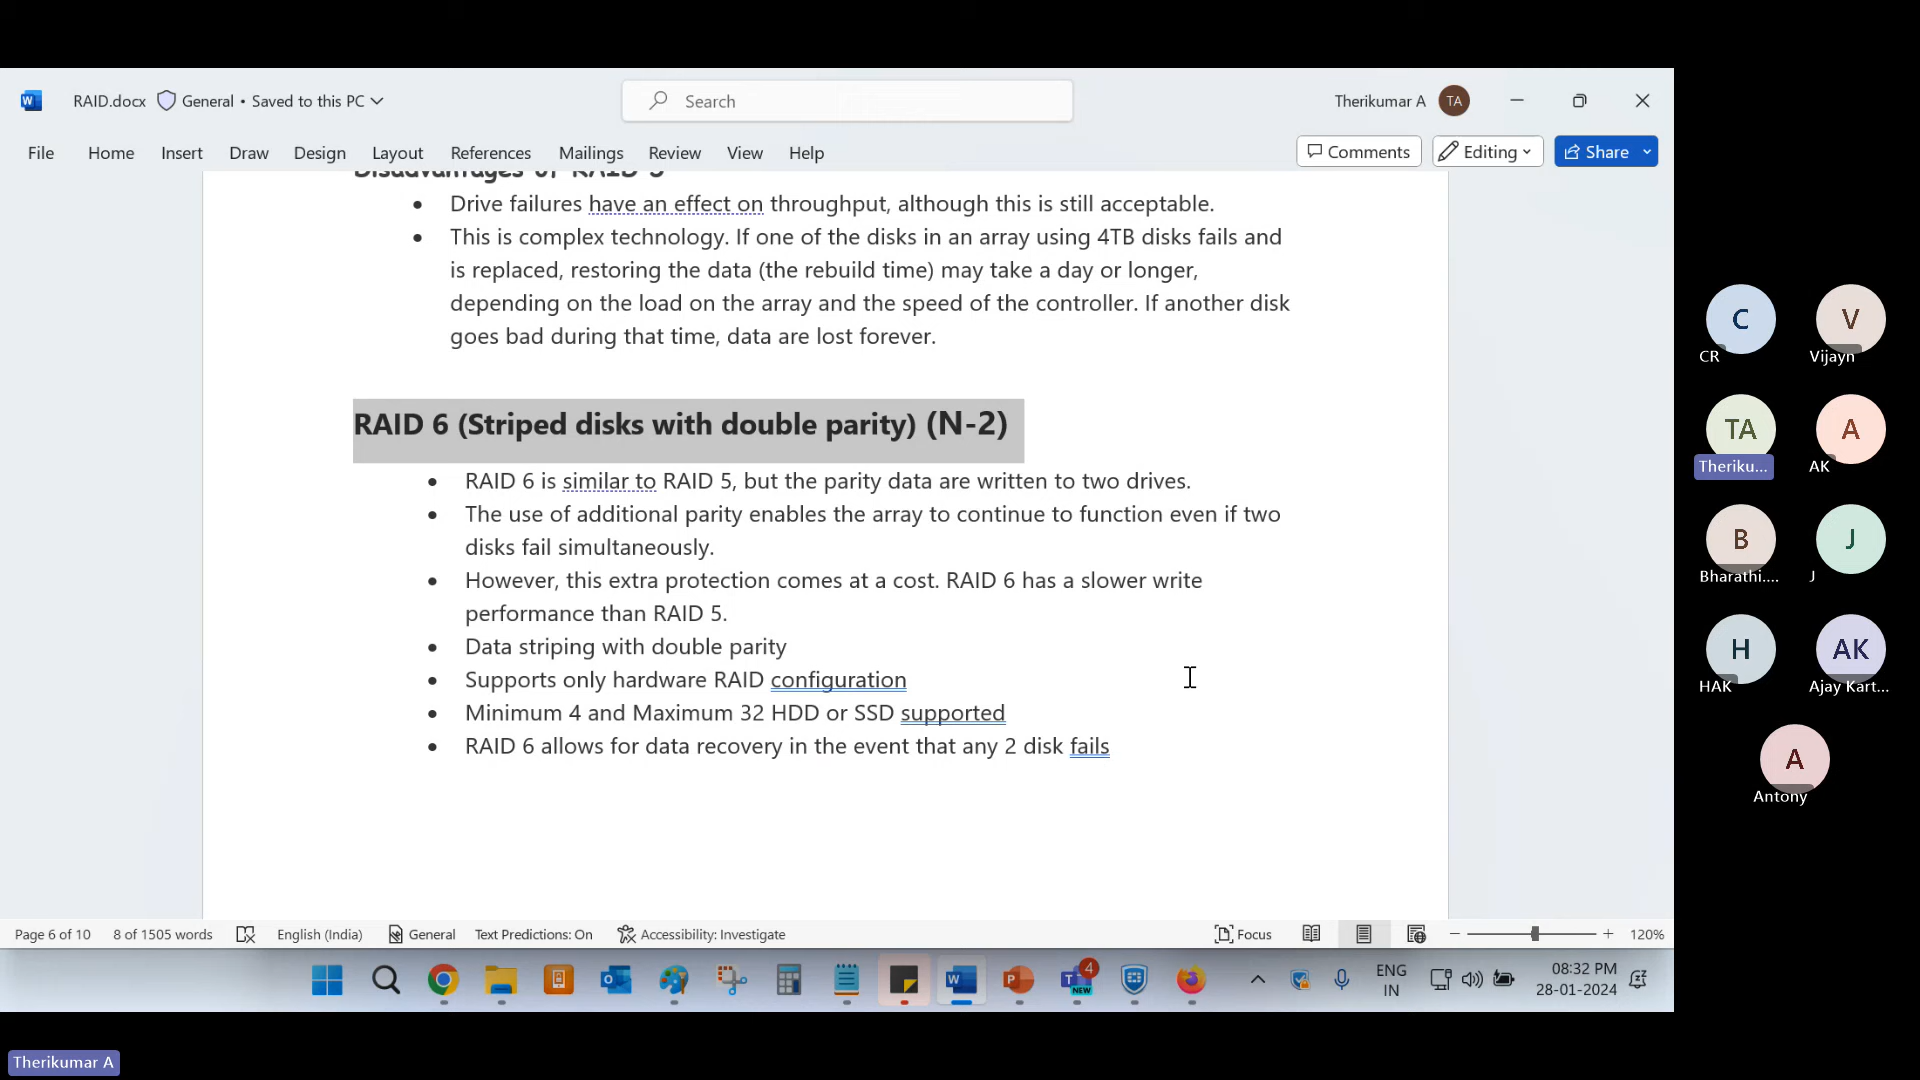 RAID.docx General • Saved to this PC
Search
Therikumar A TA
File Home Insert Draw Design Layout References Mailings Review View Help
Comments Editing Share
Disadvantages of RAID 5
• Drive failures have an effect on throughput, although this is still acceptable.
• This is complex technology. If one of the disks in an array using 4TB disks fails and
is replaced, restoring the data (the rebuild time) may take a day or longer,
depending on the load on the array and the speed of the controller. If another disk
goes bad during that time, data are lost forever.
RAID 6 (Striped disks with double parity) (N-2)
• RAID 6 is similar to RAID 5, but the parity data are written to two drives.
• The use of additional parity enables the array to continue to function even if two
disks fail simultaneously.
• However, this extra protection comes at a cost. RAID 6 has a slower write
performance than RAID 5.
• Data striping with double parity
• Supports only hardware RAID configuration
• Minimum 4 and Maximum 32 HDD or SSD supported
• RAID 6 allows for data recovery in the event that any 2 disk fails
Page 6 of 10 8 of 1505 words English (India) General Text Predictions: On Accessibility: Investigate Focus 120%
4
NEW
ENG
IN
08:32 PM
28-01-2024
C V
CR Vijayn
TA A
Theriku... AK
B J
Bharathi.... J
H AK
HAK Ajay Kart...
A
Antony
Therikumar A